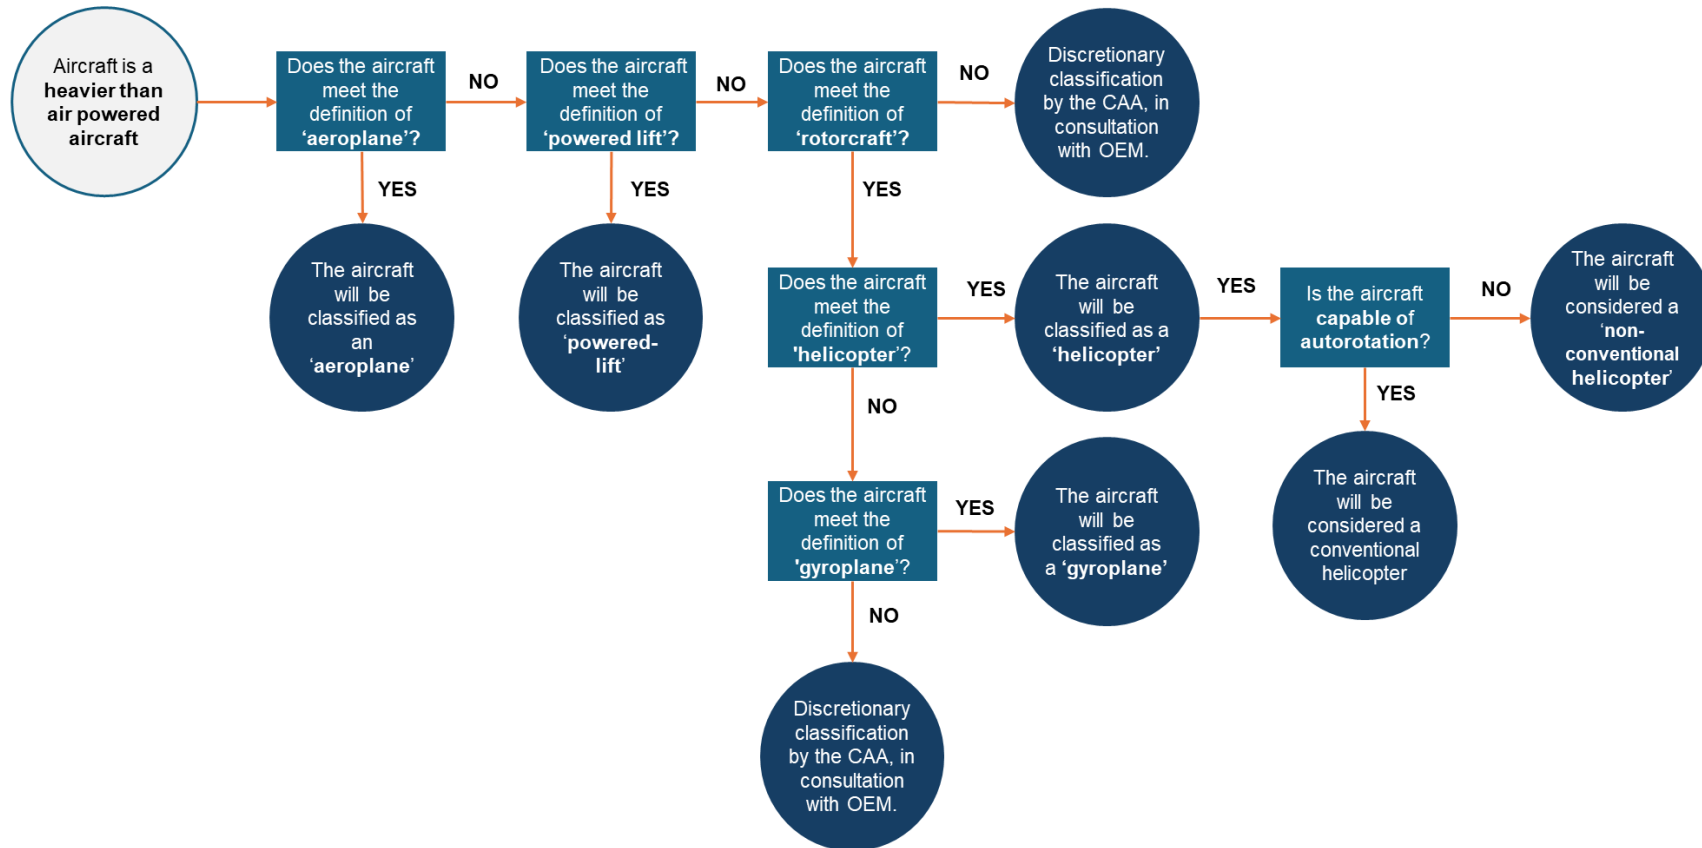 Aircraft is a
heavier than
air powered
aircraft
Does the aircraft
meet the
definition of
‘aeroplane’?
NO
Does the aircraft
meet the
definition of
‘powered lift’?
NO
Does the aircraft
meet the
definition of
‘rotorcraft’?
NO
Discretionary
classification
by the CAA, in
consultation
with OEM.
YES
The aircraft
will be
classified as
an
‘aeroplane’
YES
The aircraft
will be
classified as
‘powered-
lift’
YES
Does the aircraft
meet the
definition of
'helicopter’?
YES
The aircraft
will be
classified as a
‘helicopter’
YES
Is the aircraft
capable of
autorotation?
NO
The aircraft
will be
considered a
‘non-
conventional
helicopter’
YES
The aircraft
will be
considered a
conventional
helicopter
NO
Does the aircraft
meet the
definition of
'gyroplane’?
YES
The aircraft
will be
classified as
a ‘gyroplane’
NO
Discretionary
classification
by the CAA, in
consultation
with OEM.